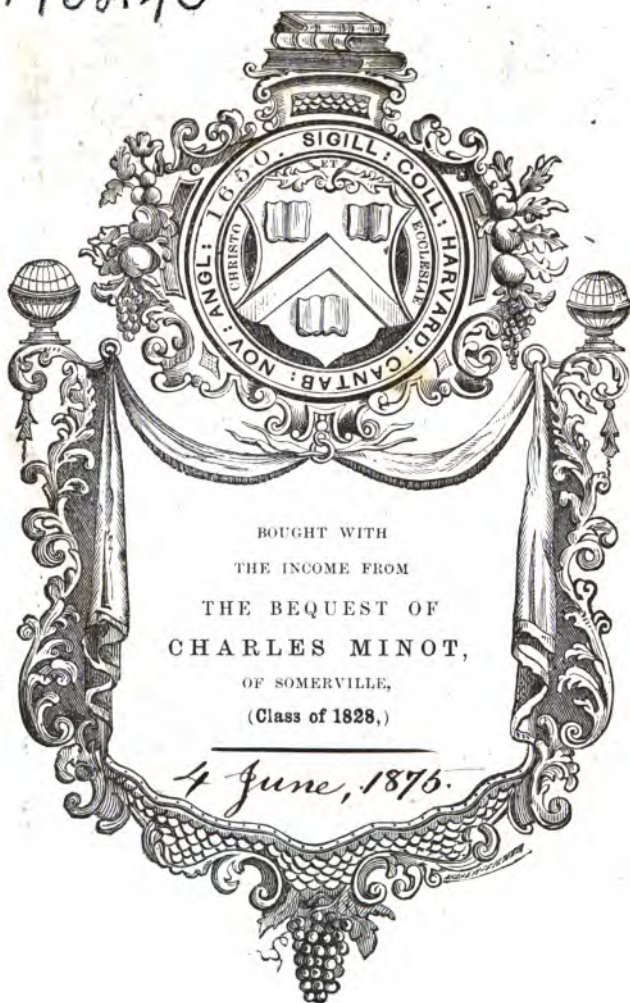 SIGILL: COLL: HARVARD: CANTAB: NOV: ANGL: 1650.
ET
CHRISTO
ECCLESIAE
BOUGHT WITH
THE INCOME FROM
THE BEQUEST OF
CHARLES MINOT,
OF SOMERVILLE,
(Class of 1828,)
4 June, 1875.